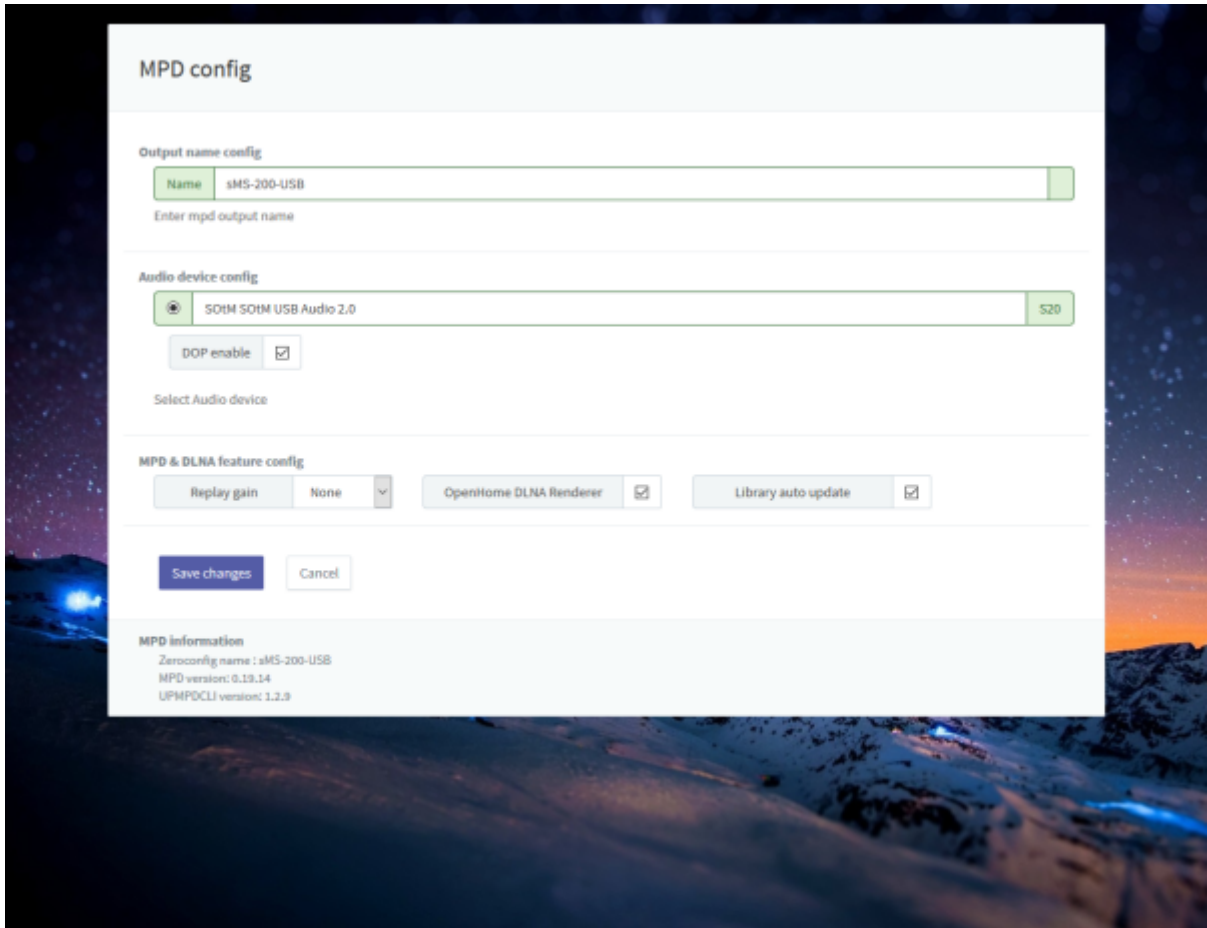 MPD config
Output name config
Name sMS-200-USB
Enter mpd output name
Audio device config
SOtM SOtM USB Audio 2.0 S20
DOP enable
Select Audio device
MPD & DLNA feature config
Replay gain None OpenHome DLNA Renderer Library auto update
Save changes Cancel
MPD information
Zeroconfig name : sMS-200-USB
MPD version: 0.19.14
UPMPDCLI version: 1.2.9